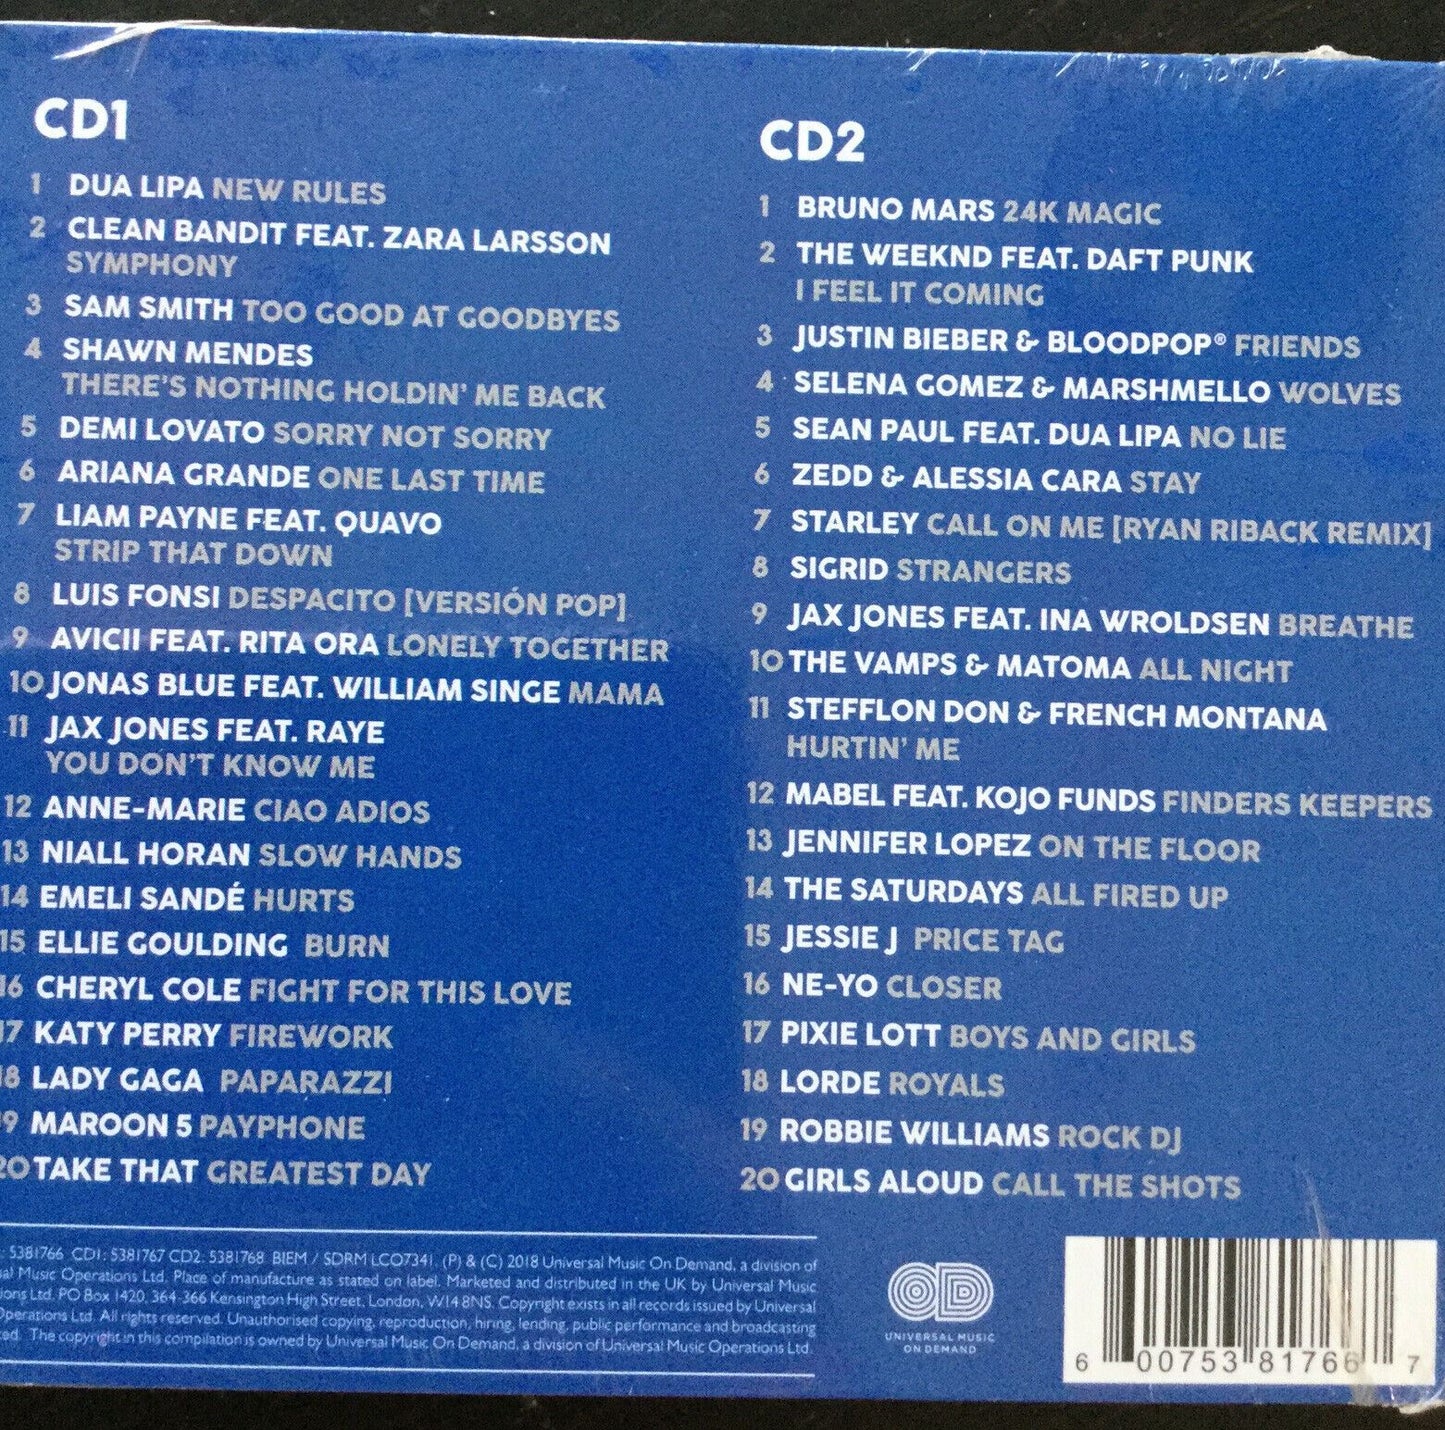 CD1
1 DUA LIPA NEW RULES
2 CLEAN BANDIT FEAT. ZARA LARSSON
SYMPHONY
3 SAM SMITH TOO GOOD AT GOODBYES
4 SHAWN MENDES
THERE'S NOTHING HOLDIN' ME BACK
5 DEMI LOVATO SORRY NOT SORRY
6 ARIANA GRANDE ONE LAST TIME
7 LIAM PAYNE FEAT. QUAVO
STRIP THAT DOWN
8 LUIS FONSI DESPACITO [VERSIÓN POP]
9 AVICII FEAT. RITA ORA LONELY TOGETHER
10 JONAS BLUE FEAT. WILLIAM SINGE MAMA
11 JAX JONES FEAT. RAYE
YOU DON'T KNOW ME
12 ANNE-MARIE CIAO ADIOS
13 NIALL HORAN SLOW HANDS
14 EMELI SANDÉ HURTS
15 ELLIE GOULDING BURN
16 CHERYL COLE FIGHT FOR THIS LOVE
17 KATY PERRY FIREWORK
18 LADY GAGA PAPARAZZI
19 MAROON 5 PAYPHONE
20 TAKE THAT GREATEST DAY
CD2
1 BRUNO MARS 24K MAGIC
2 THE WEEKND FEAT. DAFT PUNK
I FEEL IT COMING
3 JUSTIN BIEBER & BLOODPOP® FRIENDS
4 SELENA GOMEZ & MARSHMELLO WOLVES
5 SEAN PAUL FEAT. DUA LIPA NO LIE
6 ZEDD & ALESSIA CARA STAY
7 STARLEY CALL ON ME [RYAN RIBACK REMIX]
8 SIGRID STRANGERS
9 JAX JONES FEAT. INA WROLDSEN BREATHE
10 THE VAMPS & MATOMA ALL NIGHT
11 STEFFLON DON & FRENCH MONTANA
HURTIN' ME
12 MABEL FEAT. KOJO FUNDS FINDERS KEEPERS
13 JENNIFER LOPEZ ON THE FLOOR
14 THE SATURDAYS ALL FIRED UP
15 JESSIE J PRICE TAG
16 NE-YO CLOSER
17 PIXIE LOTT BOYS AND GIRLS
18 LORDE ROYALS
19 ROBBIE WILLIAMS ROCK DJ
20 GIRLS ALOUD CALL THE SHOTS
: 5381766 CD1: 5381767 CD2: 5381768 BIEM / SDRM LC07341. (P) & (C) 2018 Universal Music On Demand, a division of
Music Operations Ltd. Place of manufacture as stated on label. Marketed and distributed in the UK by Universal Music
Ltd. PO Box 1420, 364-366 Kensington High Street, London, W14 8NS. Copyright exists in all records issued by Universal
Operations Ltd. All rights reserved. Unauthorised copying, reproduction, hiring, lending, public performance and broadcasting
The copyright in this compilation is owned by Universal Music On Demand, a division of Universal Music Operations Ltd.
OD
UNIVERSAL MUSIC
ON DEMAND
6 00753 81766 7